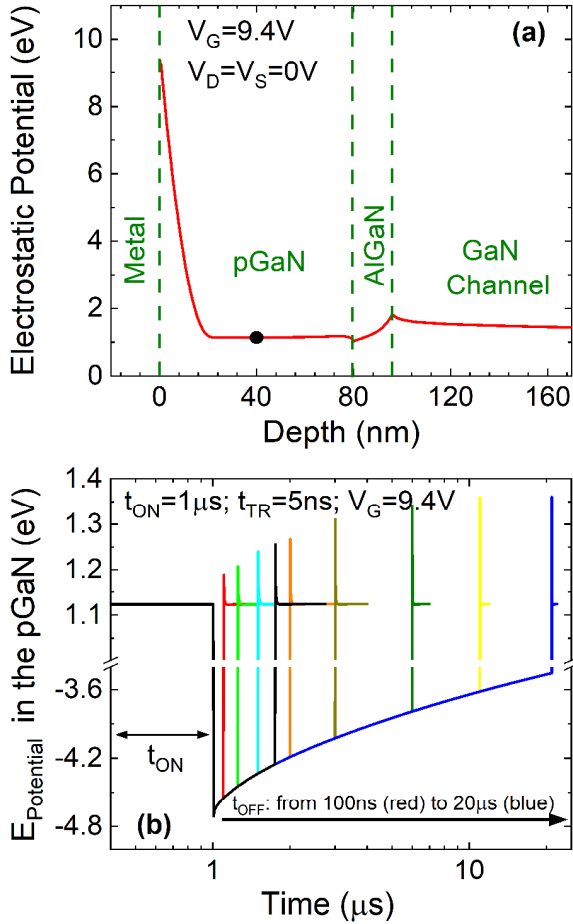 (a)
V_G=9.4V
V_D=V_S=0V
Electrostatic Potential (eV)
10
8
6
4
2
0
Metal
pGaN
AlGaN
GaN
Channel
0
40
80
120
160
Depth (nm)
t_ON=1μs; t_TR=5ns; V_G=9.4V
E_Potential in the pGaN (eV)
1.4
1.3
1.2
1.1
-3.6
-4.2
-4.8
t_ON
t_OFF: from 100ns (red) to 20μs (blue)
(b)
1
10
Time (μs)